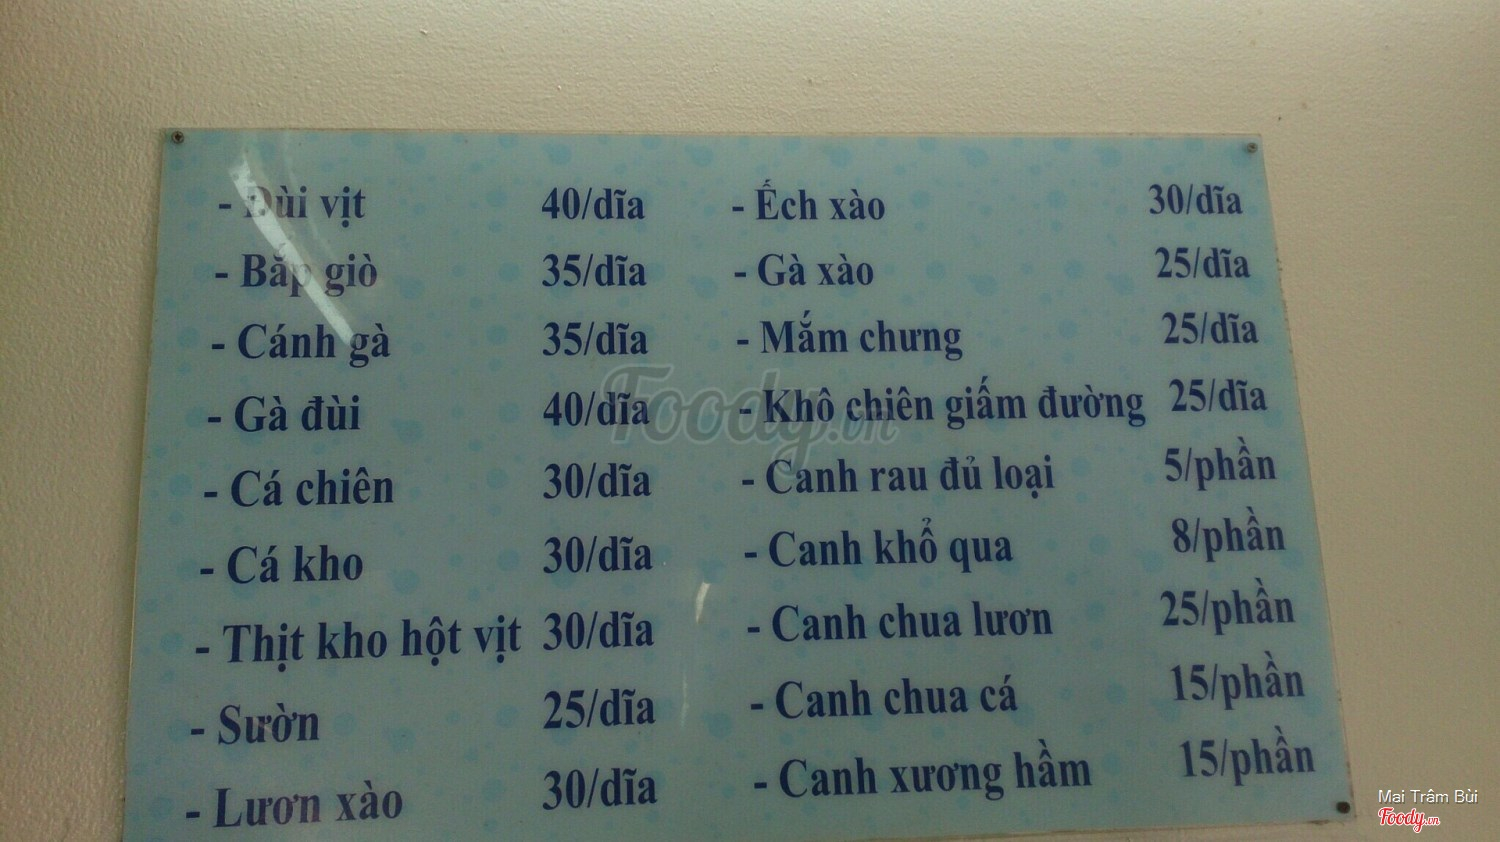 - Đùi vịt 40/dĩa
- Bắp giò 35/dĩa
- Cánh gà 35/dĩa
- Gà đùi 40/dĩa
- Cá chiên 30/dĩa
- Cá kho 30/dĩa
- Thịt kho hột vịt 30/dĩa
- Sườn 25/dĩa
- Lươn xào 30/dĩa
- Ếch xào 30/dĩa
- Gà xào 25/dĩa
- Mắm chưng 25/dĩa
- Khô chiên giấm đường 25/dĩa
- Canh rau đủ loại 5/phần
- Canh khổ qua 8/phần
- Canh chua lươn 25/phần
- Canh chua cá 15/phần
- Canh xương hầm 15/phần
Foody.vn
Mai Trâm Bùi
Foody.vn